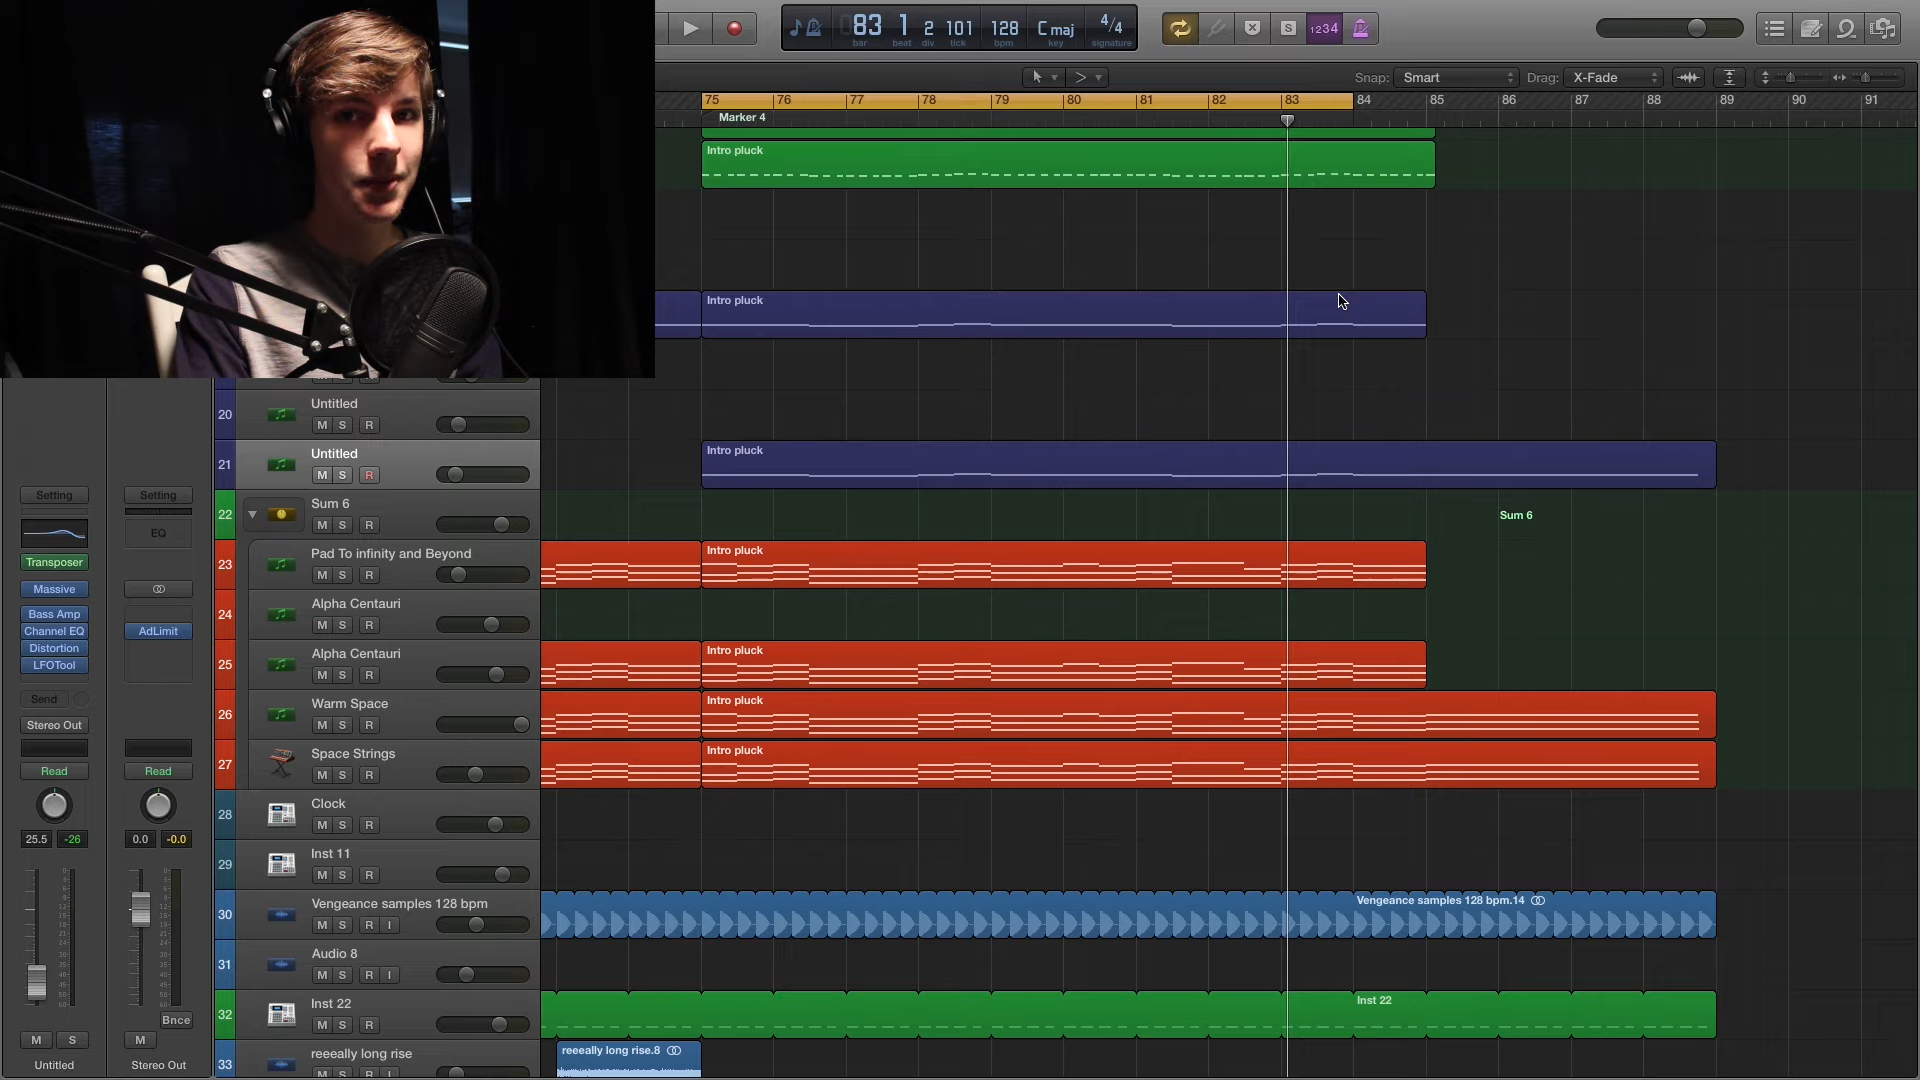 83 1 2 101 128 C maj 4/4
bar beat div tick bpm key signature
S 1234
Snap: Smart Drag: X-Fade
75 76 77 78 79 80 81 82 83 84 85 86 87 88 89 90 91
Marker 4
Intro pluck
Intro pluck
20 Untitled
M S R
21 Untitled
M S R
Intro pluck
22 Sum 6
M S R
Sum 6
23 Pad To infinity and Beyond
M S R
Intro pluck
24 Alpha Centauri
M S R
25 Alpha Centauri
M S R
Intro pluck
26 Warm Space
M S R
Intro pluck
27 Space Strings
M S R
Intro pluck
28 Clock
M S R
29 Inst 11
M S R
30 Vengeance samples 128 bpm
M S R I
Vengeance samples 128 bpm.14
31 Audio 8
M S R I
32 Inst 22
M S R
Inst 22
33 reeeally long rise
M S R I
reeeally long rise.8
Setting Setting
EQ
Transposer
Massive
Bass Amp
Channel EQ AdLimit
Distortion
LFOTool
Send
Stereo Out
Read Read
25.5 -26 0.0 -0.0
Bnce
M S M
Untitled Stereo Out